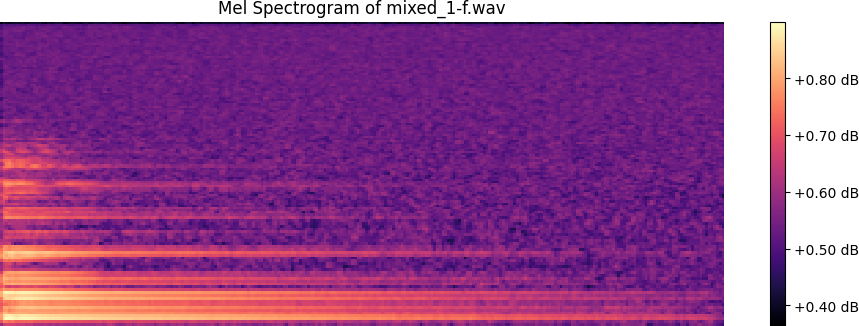 Mel Spectrogram of mixed_1-f.wav
+0.80 dB
+0.70 dB
+0.60 dB
+0.50 dB
+0.40 dB